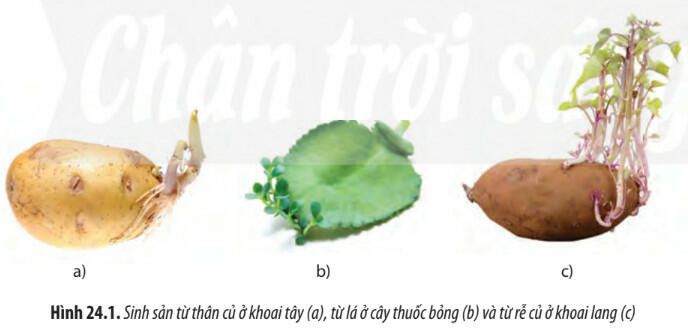 Chân trời sáng
a)
b)
c)
Hình 24.1. Sinh sản từ thân củ ở khoai tây (a), từ lá ở cây thuốc bỏng (b) và từ rễ củ ở khoai lang (c)